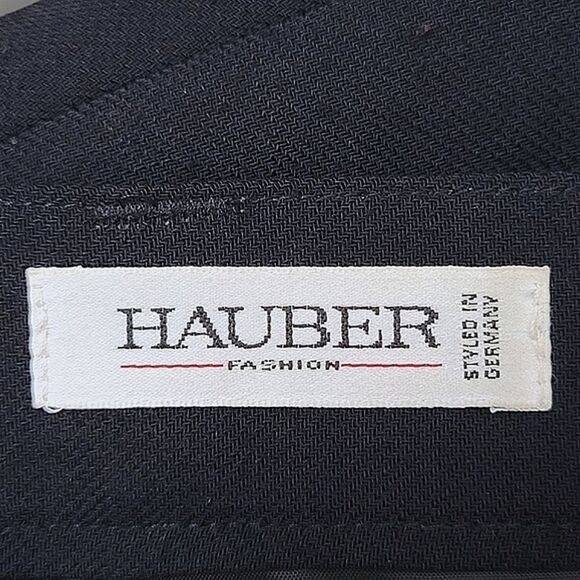 HAUBER
FASHION
STYLED IN
GERMANY